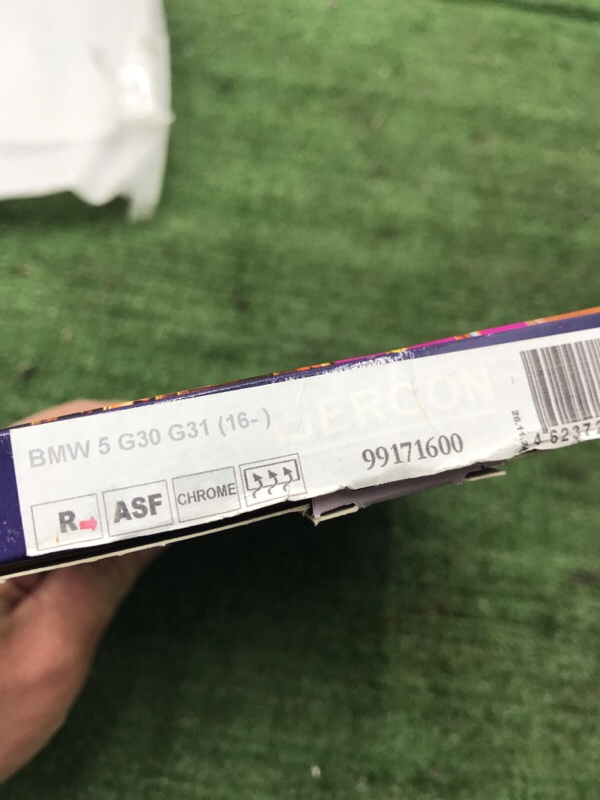 BMW 5 G30 G31 (16-)
99171600
R
ASF
CHROME